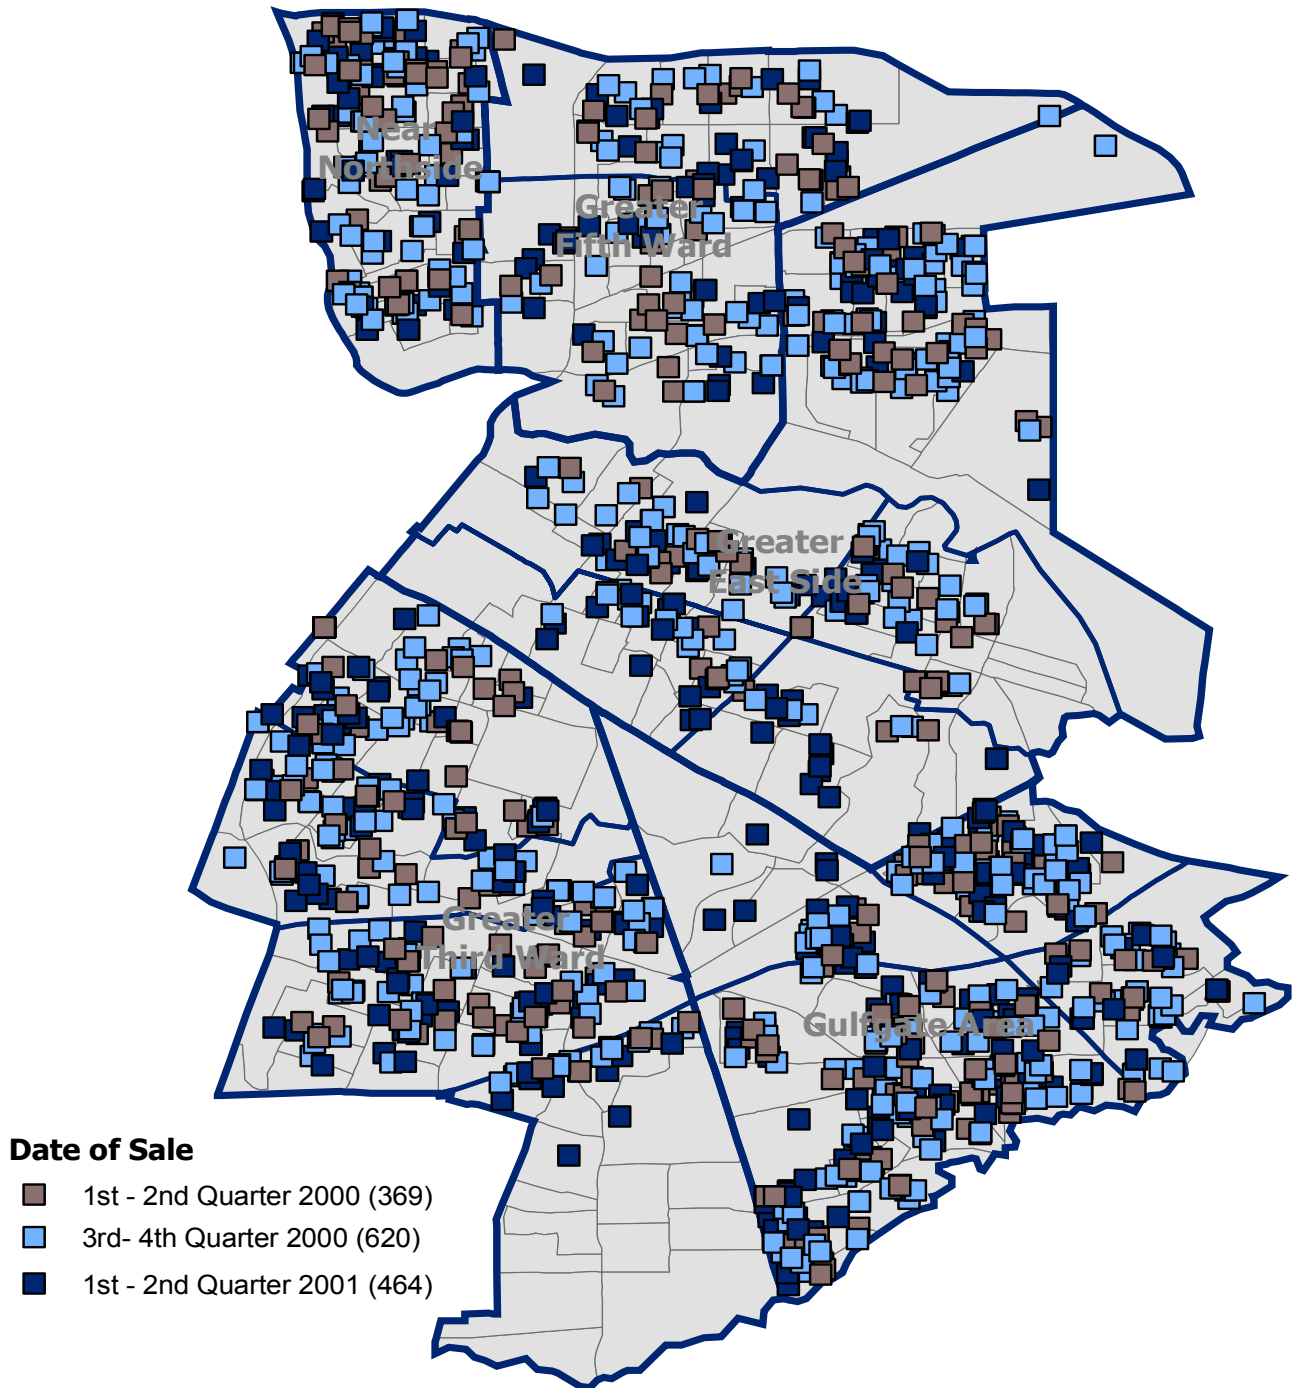 Near
Northside
Greater
Fifth Ward
Greater
East Side
Greater
Third Ward
Gulfgate Area
Date of Sale
1st - 2nd Quarter 2000 (369)
3rd- 4th Quarter 2000 (620)
1st - 2nd Quarter 2001 (464)